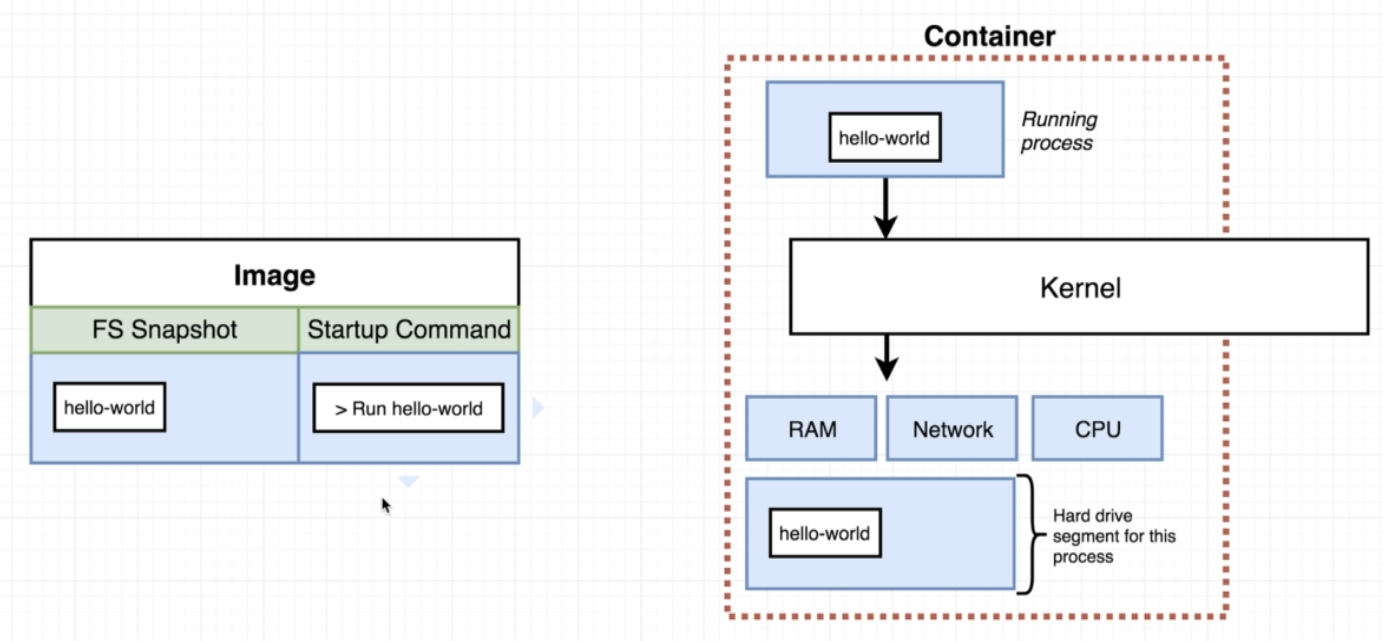 Image
FS Snapshot
Startup Command
hello-world
> Run hello-world
Container
hello-world
Running
process
Kernel
RAM
Network
CPU
hello-world
Hard drive
segment for this
process